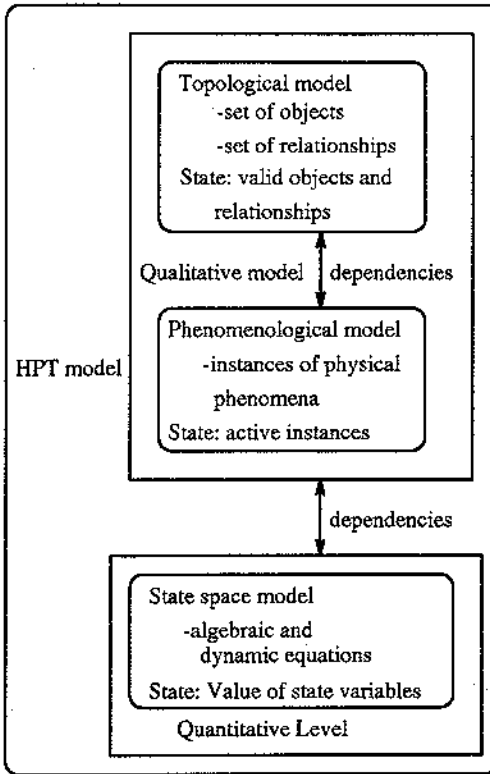 Topological model
-set of objects
-set of relationships
State: valid objects and
relationships
Qualitative model
dependencies
Phenomenological model
-instances of physical
phenomena
State: active instances
HPT model
dependencies
State space model
-algebraic and
dynamic equations
State: Value of state variables
Quantitative Level